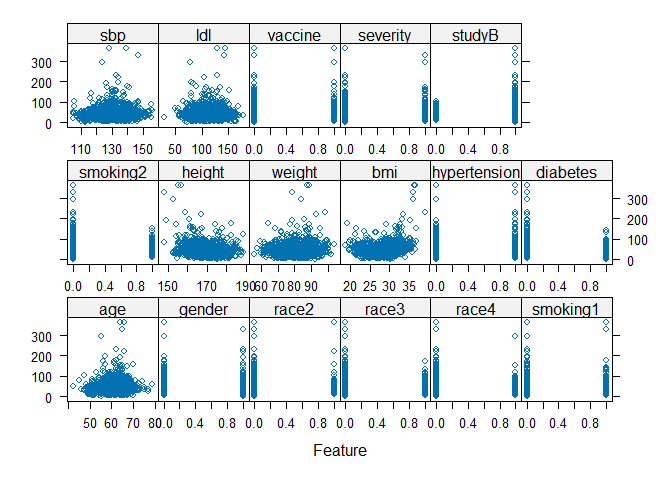 sbp ldl vaccine severity studyB
300
200
100
0
110 130 150 50 100 150 0.0 0.4 0.8 0.0 0.4 0.8 0.0 0.4 0.8
smoking2 height weight bmi hypertension diabetes
300
200
100
0
0.0 0.4 0.8 150 170 190 60 70 80 90 20 25 30 35 0.0 0.4 0.8 0.0 0.4 0.8
age gender race2 race3 race4 smoking1
300
200
100
0
50 60 70 80 0.0 0.4 0.8 0.0 0.4 0.8 0.0 0.4 0.8 0.0 0.4 0.8 0.0 0.4 0.8
Feature